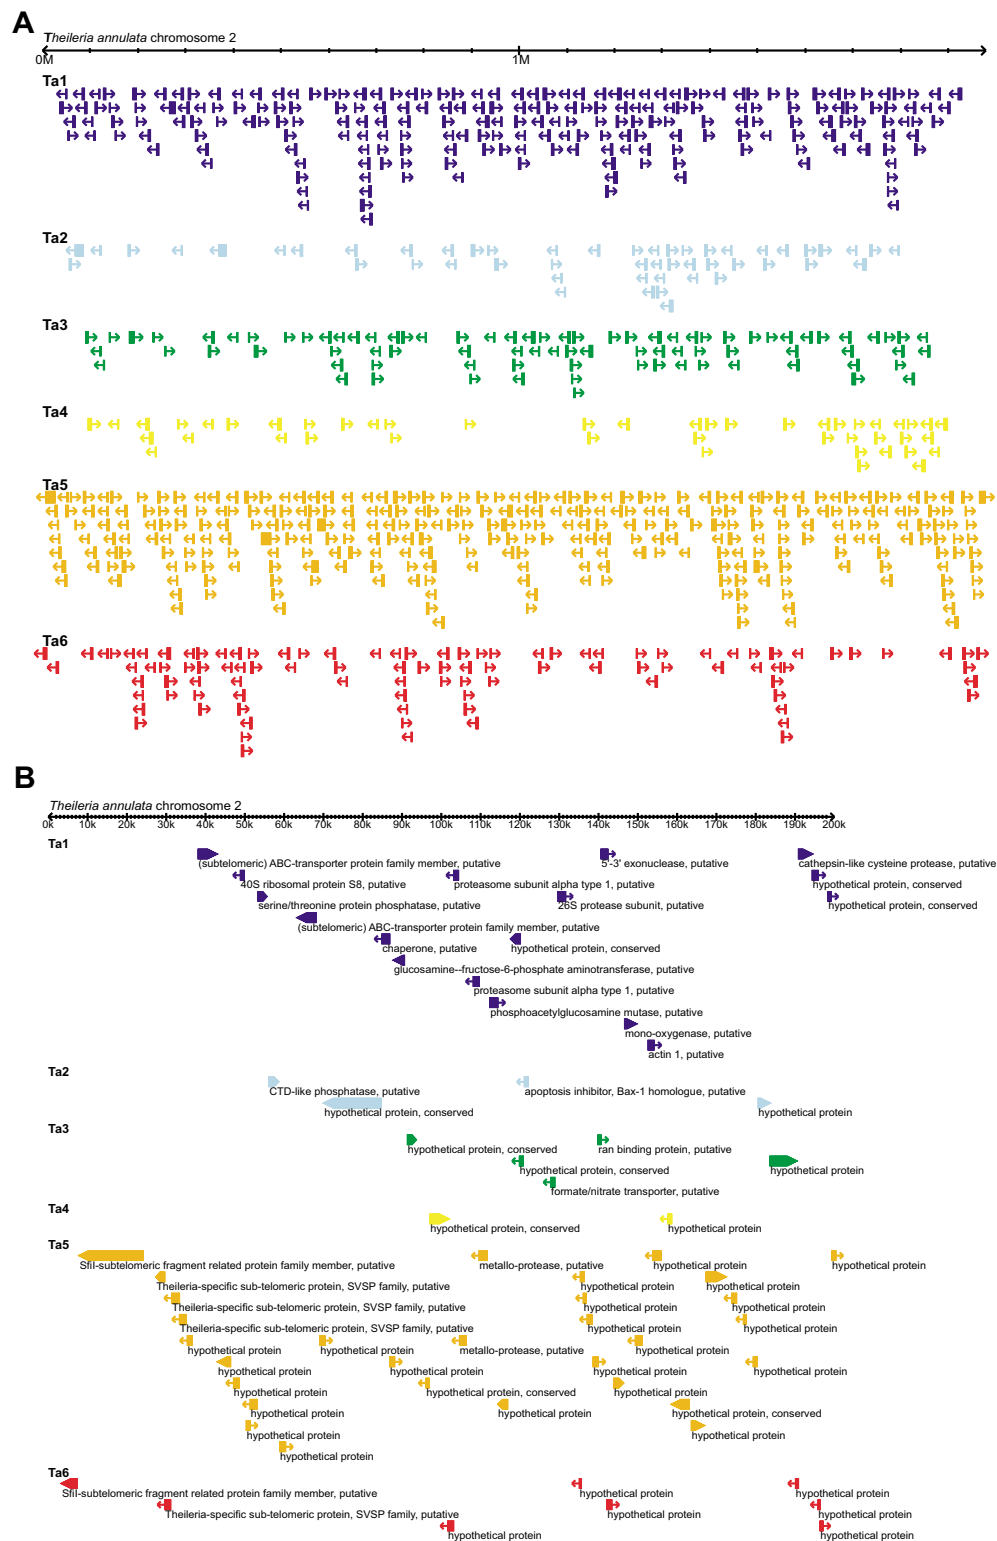 A
Theileria annulata chromosome 2
0M 1M
Ta1
Ta2
Ta3
Ta4
Ta5
Ta6
B
Theileria annulata chromosome 2
0k 10k 20k 30k 40k 50k 60k 70k 80k 90k 100k 110k 120k 130k 140k 150k 160k 170k 180k 190k 200k
Ta1
(subtelomeric) ABC-transporter protein family member, putative 5'-3' exonuclease, putative cathepsin-like cysteine protease, putative
40S ribosomal protein S8, putative proteasome subunit alpha type 1, putative hypothetical protein, conserved
serine/threonine protein phosphatase, putative 26S protease subunit, putative hypothetical protein, conserved
(subtelomeric) ABC-transporter protein family member, putative
chaperone, putative hypothetical protein, conserved
glucosamine--fructose-6-phosphate aminotransferase, putative
proteasome subunit alpha type 1, putative
phosphoacetylglucosamine mutase, putative
mono-oxygenase, putative
actin 1, putative
Ta2
CTD-like phosphatase, putative apoptosis inhibitor, Bax-1 homologue, putative
hypothetical protein, conserved hypothetical protein
Ta3
hypothetical protein, conserved ran binding protein, putative
hypothetical protein, conserved hypothetical protein
formate/nitrate transporter, putative
Ta4
hypothetical protein, conserved hypothetical protein
Ta5
SfiI-subtelomeric fragment related protein family member, putative metallo-protease, putative hypothetical protein hypothetical protein
Theileria-specific sub-telomeric protein, SVSP family, putative hypothetical protein hypothetical protein
Theileria-specific sub-telomeric protein, SVSP family, putative hypothetical protein hypothetical protein
Theileria-specific sub-telomeric protein, SVSP family, putative hypothetical protein hypothetical protein
hypothetical protein hypothetical protein metallo-protease, putative hypothetical protein
hypothetical protein hypothetical protein hypothetical protein hypothetical protein
hypothetical protein hypothetical protein, conserved hypothetical protein
hypothetical protein hypothetical protein hypothetical protein, conserved
hypothetical protein hypothetical protein
hypothetical protein
Ta6
SfiI-subtelomeric fragment related protein family member, putative hypothetical protein hypothetical protein
Theileria-specific sub-telomeric protein, SVSP family, putative hypothetical protein hypothetical protein
hypothetical protein hypothetical protein